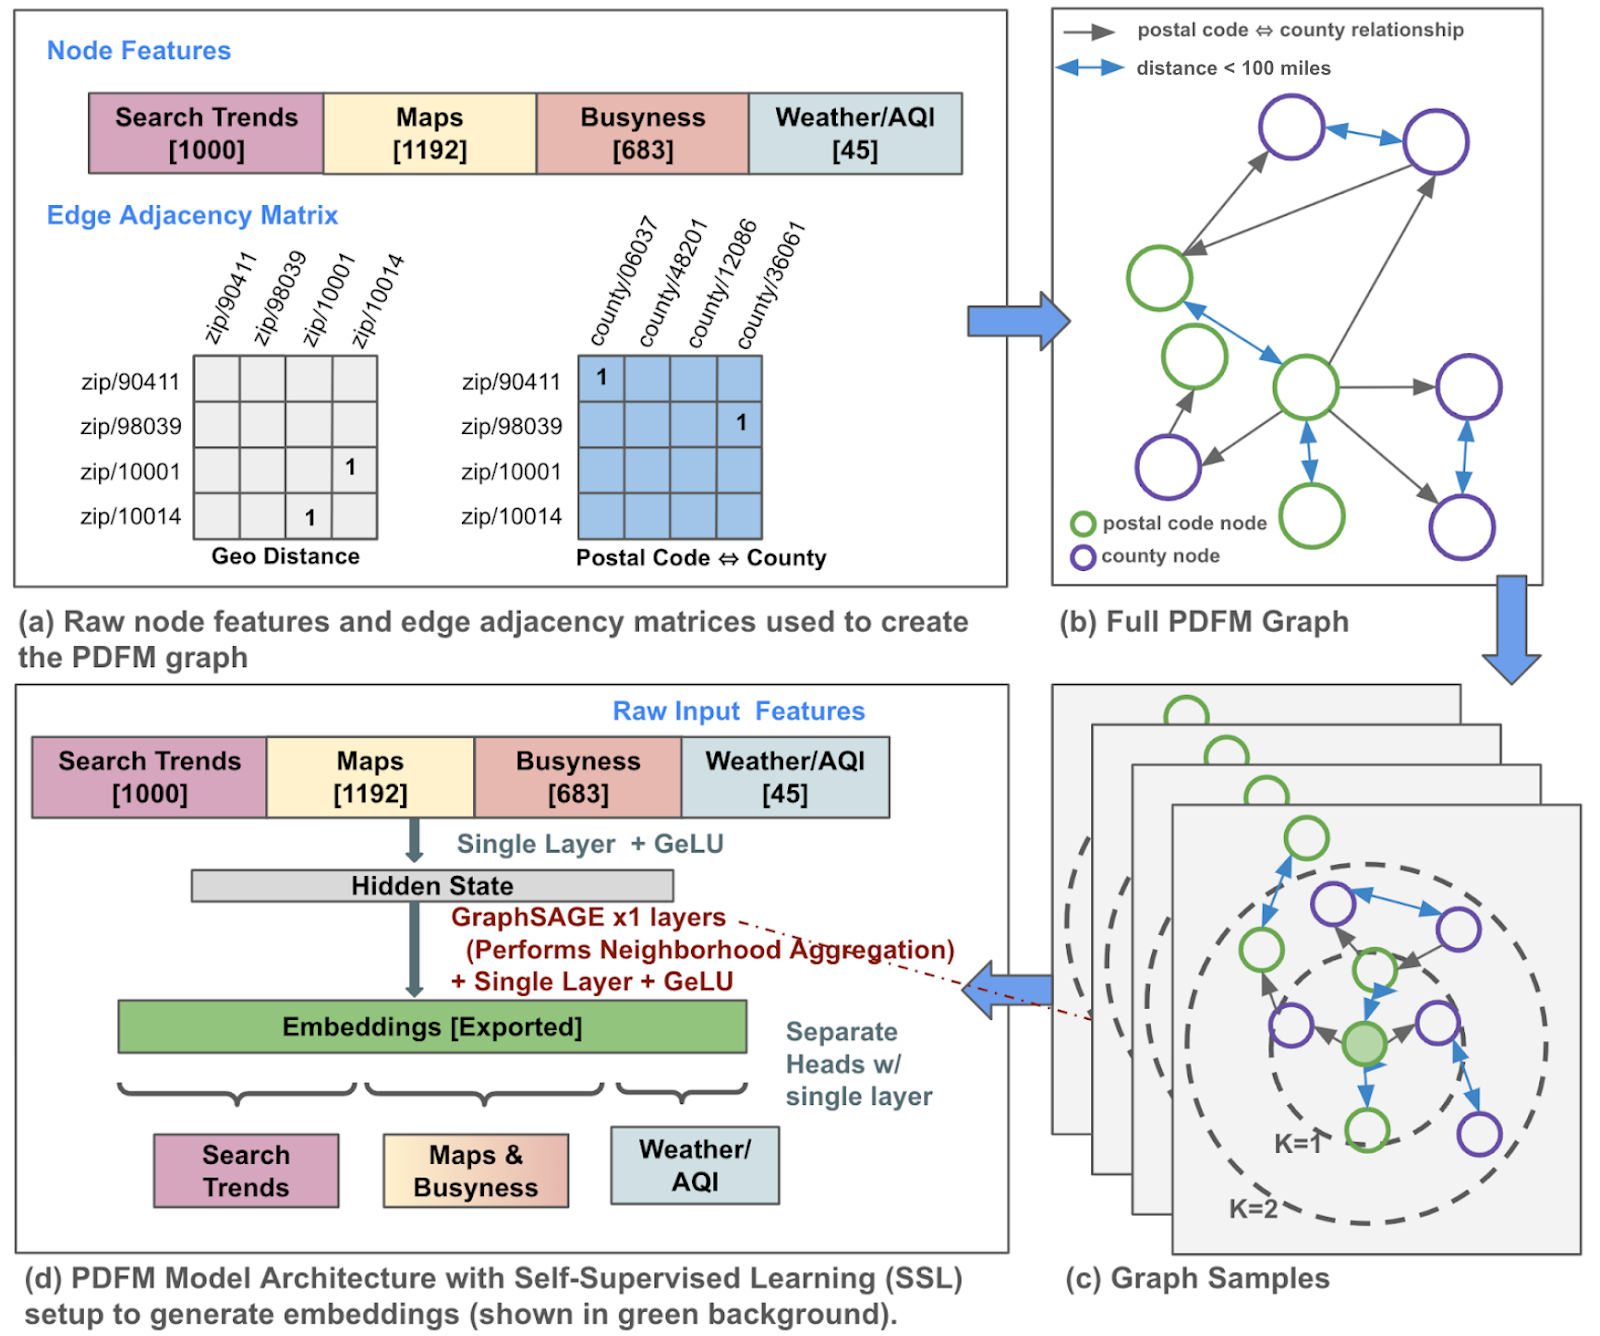 Node Features
Search Trends
[1000]
Maps
[1192]
Busyness
[683]
Weather/AQI
[45]
Edge Adjacency Matrix
zip/90411
zip/98039
zip/10001
zip/10014
zip/90411
zip/98039
zip/10001
1
zip/10014
1
Geo Distance
county/06037
county/48201
county/12086
county/36061
zip/90411
1
zip/98039
1
zip/10001
zip/10014
Postal Code ⇔ County
(a) Raw node features and edge adjacency matrices used to create
the PDFM graph
postal code ⇔ county relationship
distance < 100 miles
postal code node
county node
(b) Full PDFM Graph
K=1
K=2
(c) Graph Samples
Raw Input Features
Search Trends
[1000]
Maps
[1192]
Busyness
[683]
Weather/AQI
[45]
Single Layer + GeLU
Hidden State
GraphSAGE x1 layers
(Performs Neighborhood Aggregation)
+ Single Layer + GeLU
Embeddings [Exported]
Separate
Heads w/
single layer
Search
Trends
Maps &
Busyness
Weather/
AQI
(d) PDFM Model Architecture with Self-Supervised Learning (SSL)
setup to generate embeddings (shown in green background).